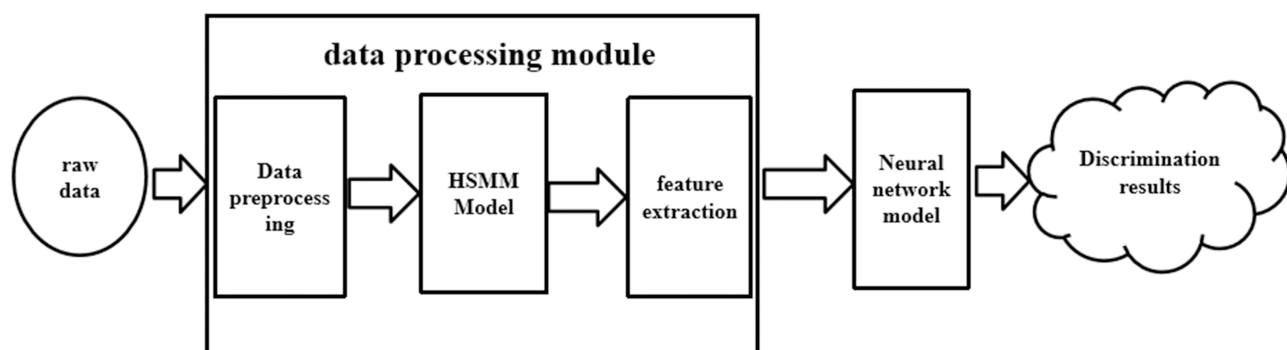 data processing module
raw
data
Data
preprocess
ing
HSMM
Model
feature
extraction
Neural
network
model
Discrimination
results